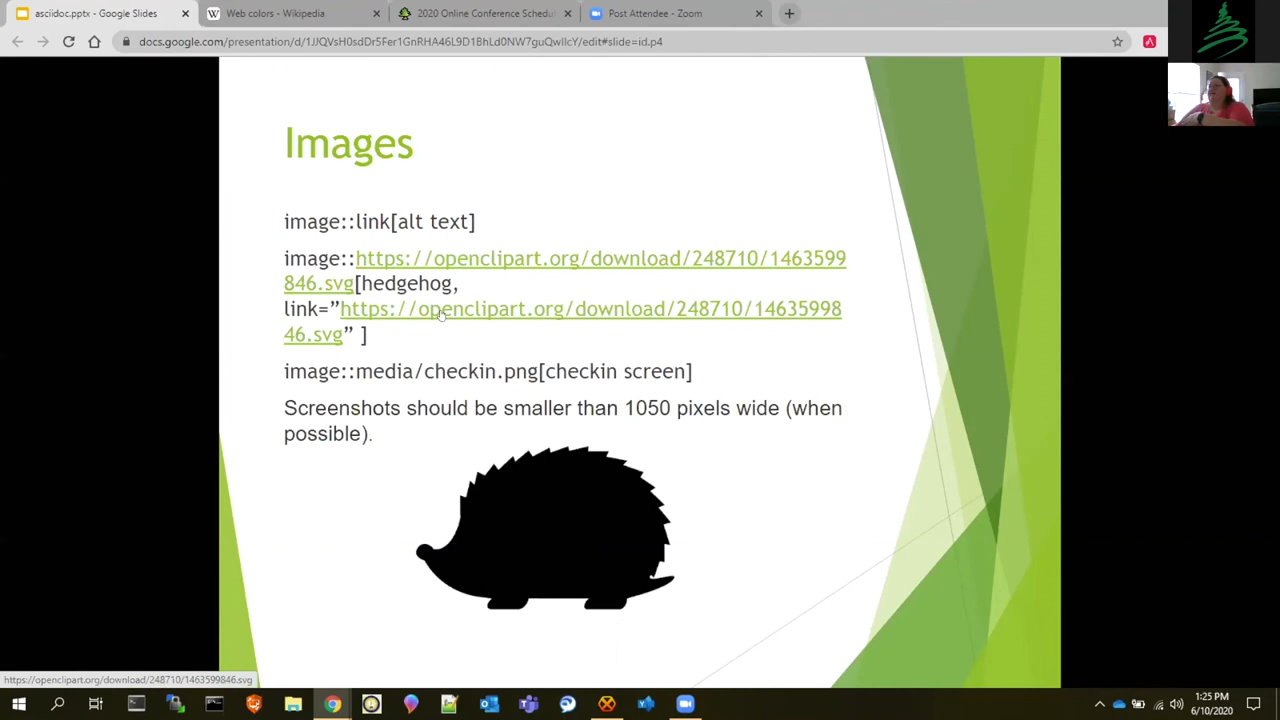 asciidoc.pptx - Google Slides
Web colors - Wikipedia
2020 Online Conference Schedu
Post Attendee - Zoom
docs.google.com/presentation/d/1JJQVsH0sdDr5Fer1GnRHA46L9D1BhLd0NW7guQwIlcY/edit#slide=id.p4
Images
image::link[alt text]
image::https://openclipart.org/download/248710/1463599
846.svg[hedgehog,
link=”https://openclipart.org/download/248710/14635998
46.svg” ]
image::media/checkin.png[checkin screen]
Screenshots should be smaller than 1050 pixels wide (when
possible).
https://openclipart.org/download/248710/1463599846.svg
1:25 PM
6/10/2020